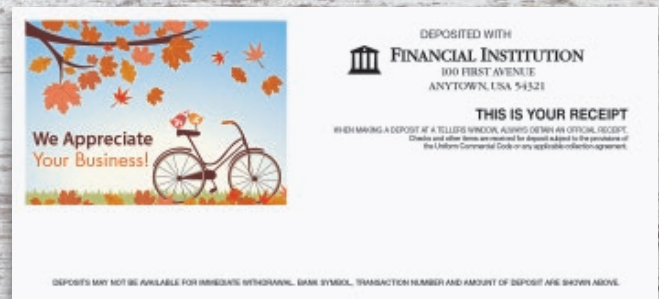 We Appreciate
Your Business!
DEPOSITED WITH
FINANCIAL INSTITUTION
100 FIRST AVENUE
ANYTOWN, USA 54321
THIS IS YOUR RECEIPT
WHEN MAKING A DEPOSIT AT A TELLERS WINDOW, ALWAYS OBTAIN AN OFFICIAL RECEIPT.
Checks and other items are received for deposit subject to the provisions of
the Uniform Commercial Code or any applicable collection agreement.
DEPOSITS MAY NOT BE AVAILABLE FOR IMMEDIATE WITHDRAWAL. BANK SYMBOL, TRANSACTION NUMBER AND AMOUNT OF DEPOSIT ARE SHOWN ABOVE.